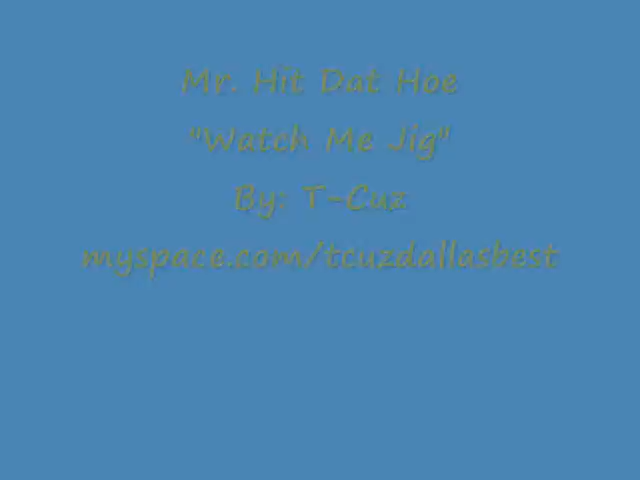 Mr. Hit Dat Hoe
"Watch Me Jig"
By: T-Cuz
myspace.com/tcuzdallasbest